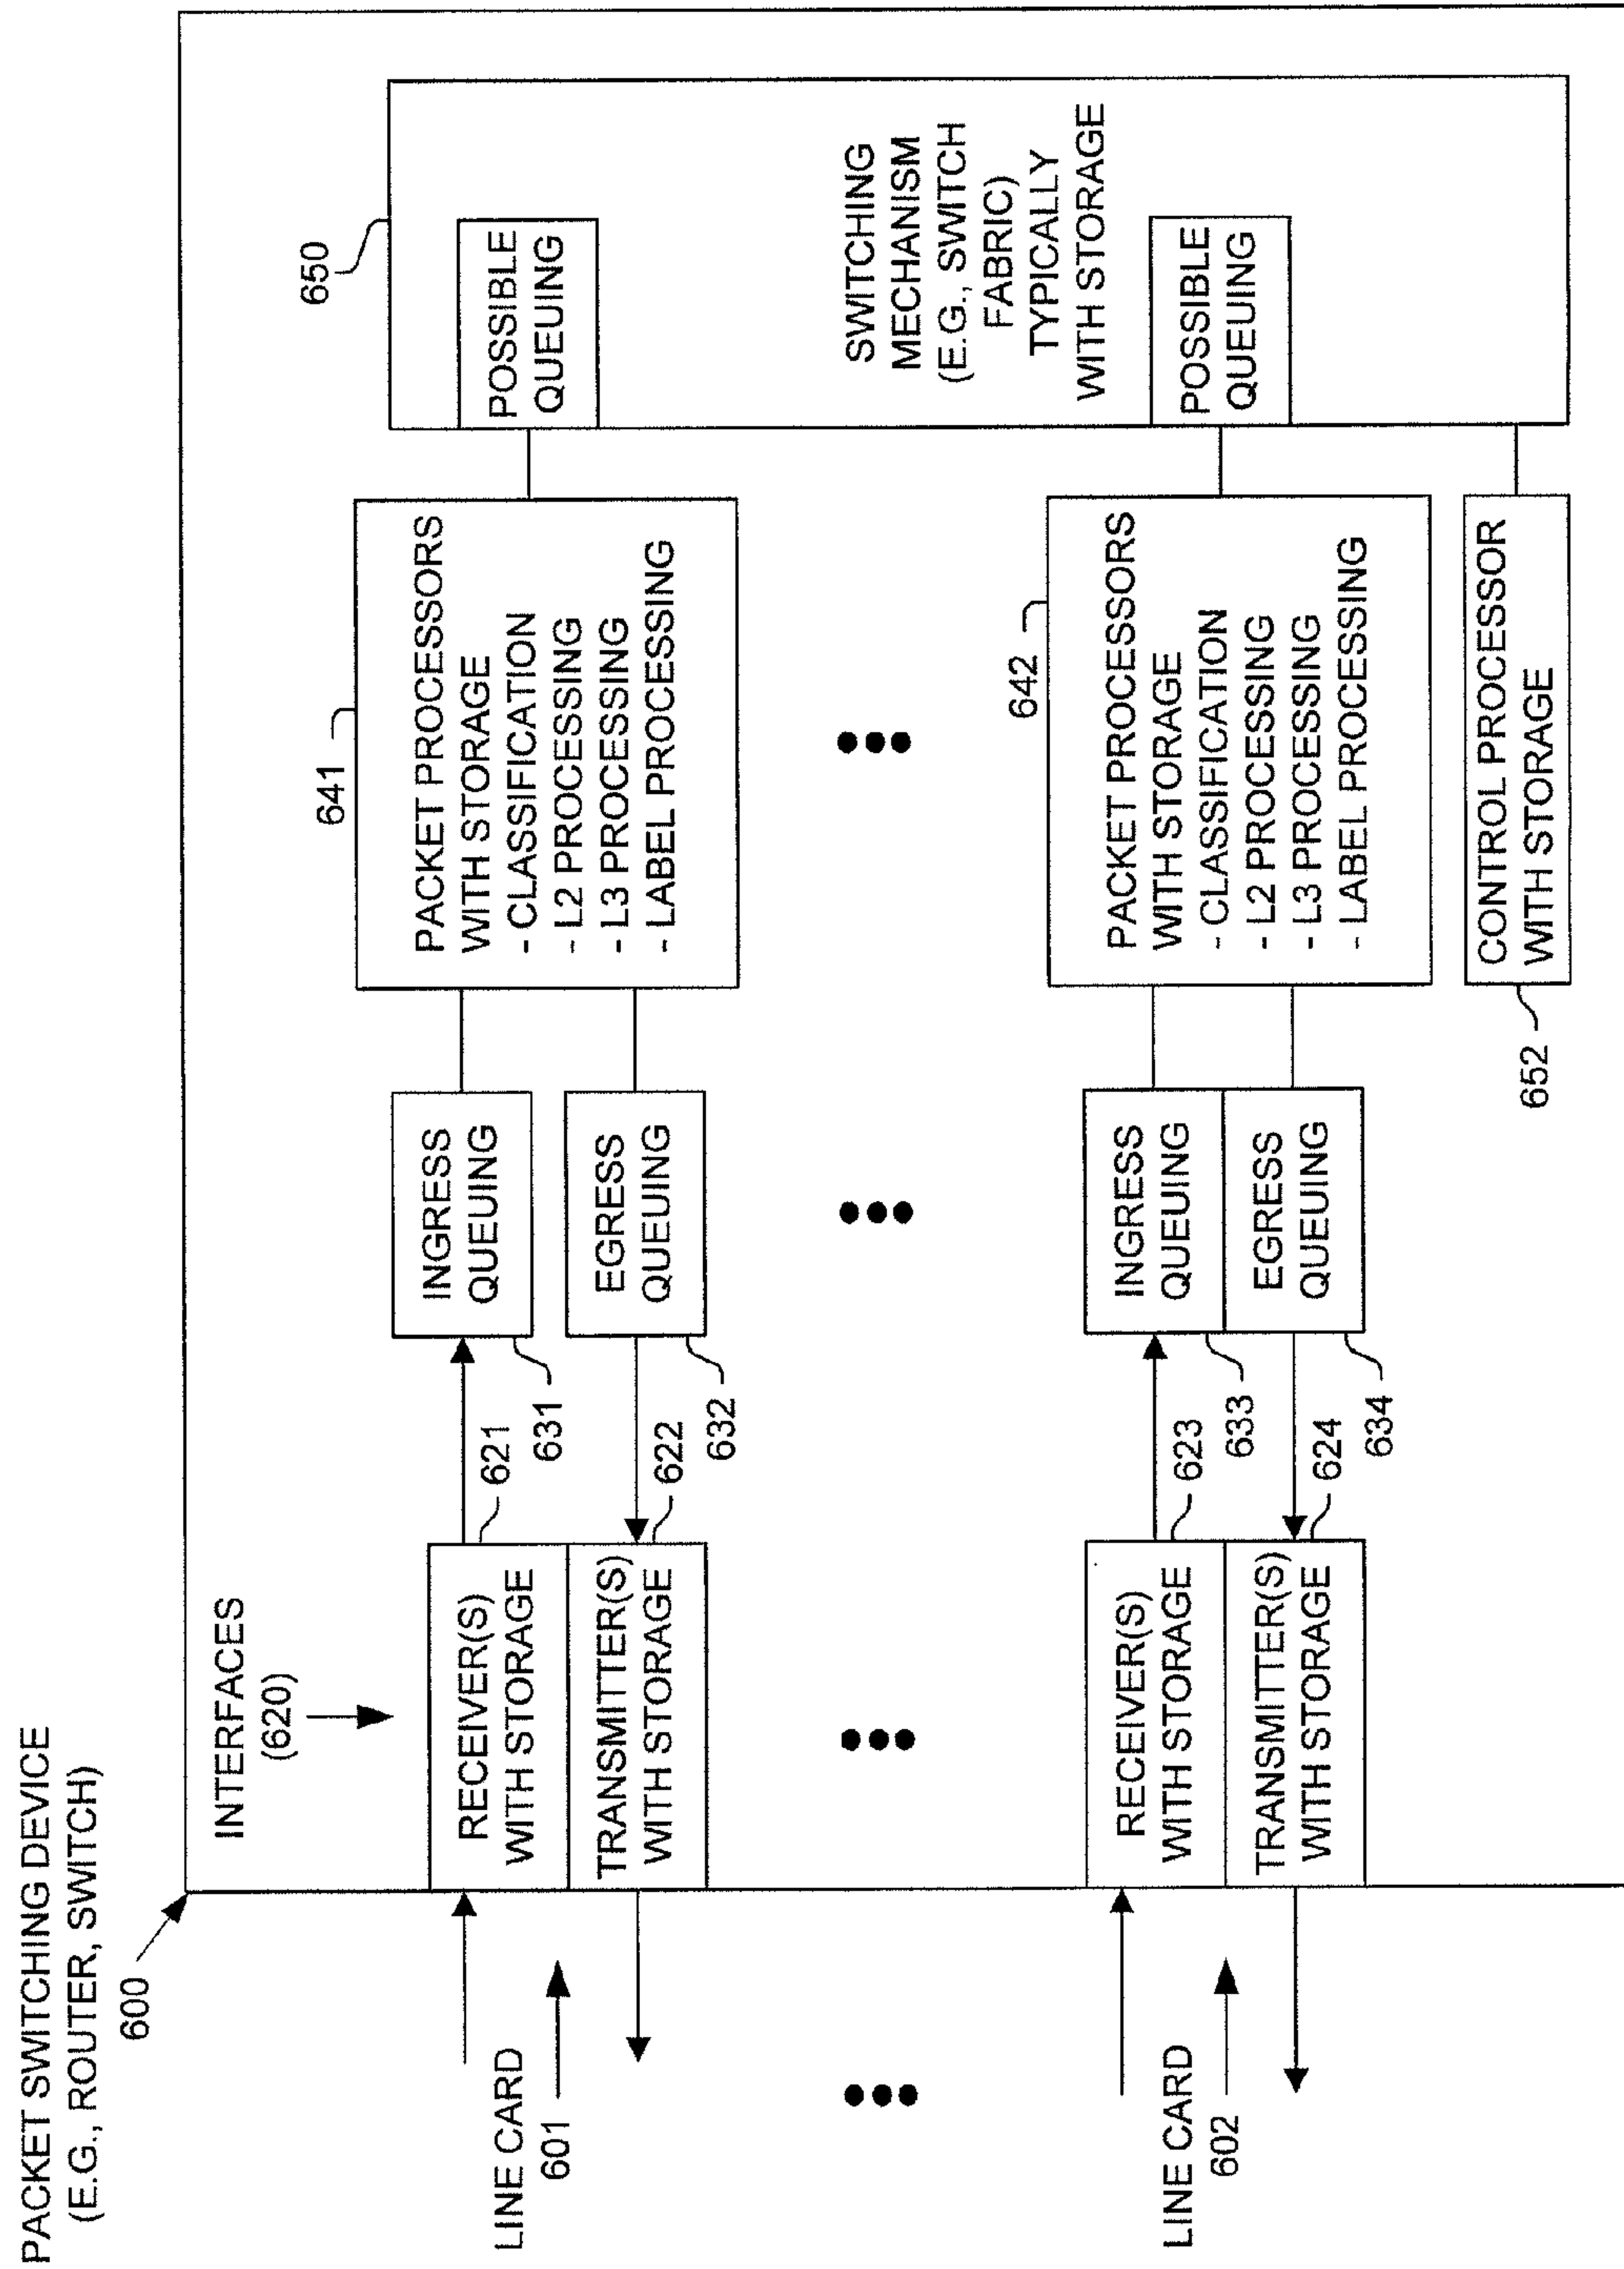 PACKET SWITCHING DEVICE
(E.G., ROUTER, SWITCH)
600
INTERFACES
(620)
LINE CARD
601
RECEIVER(S)
WITH STORAGE
621
TRANSMITTER(S)
WITH STORAGE
622
INGRESS
QUEUING
631
EGRESS
QUEUING
632
641
PACKET PROCESSORS
WITH STORAGE
- CLASSIFICATION
- L2 PROCESSING
- L3 PROCESSING
- LABEL PROCESSING
650
POSSIBLE
QUEUING
SWITCHING
MECHANISM
(E.G., SWITCH
FABRIC)
TYPICALLY
WITH STORAGE
POSSIBLE
QUEUING
LINE CARD
602
RECEIVER(S)
WITH STORAGE
623
TRANSMITTER(S)
WITH STORAGE
624
INGRESS
QUEUING
633
EGRESS
QUEUING
634
642
PACKET PROCESSORS
WITH STORAGE
- CLASSIFICATION
- L2 PROCESSING
- L3 PROCESSING
- LABEL PROCESSING
652
CONTROL PROCESSOR
WITH STORAGE